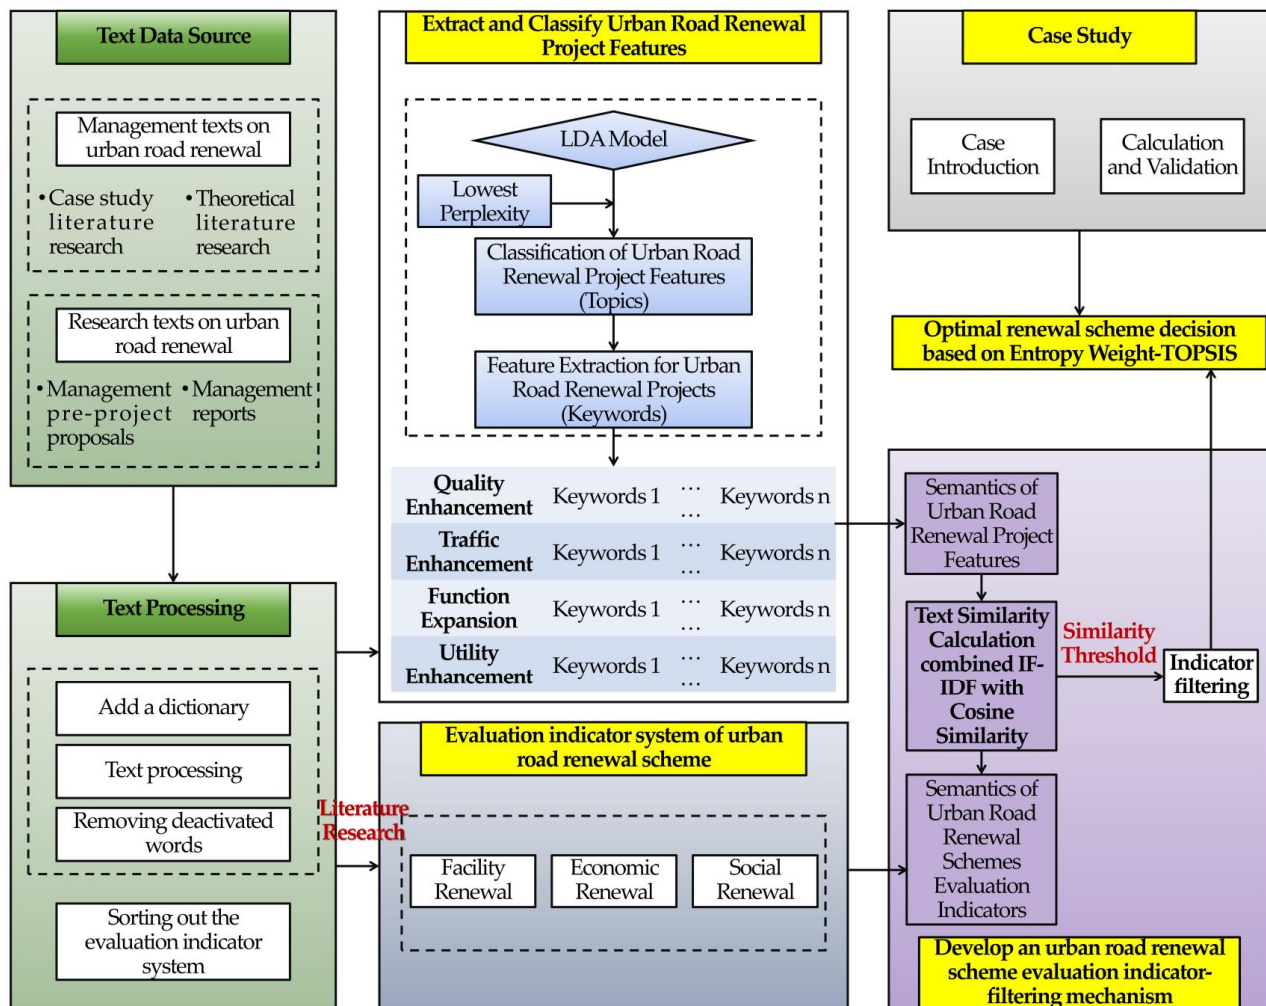 Text Data Source
Management texts on
urban road renewal
• Case study
literature
research
• Theoretical
literature
research
Research texts on urban
road renewal
• Management
pre-project
proposals
• Management
reports
Text Processing
Add a dictionary
Text processing
Removing deactivated
words
Sorting out the
evaluation indicator
system
Literature
Research
Extract and Classify Urban Road Renewal
Project Features
LDA Model
Lowest
Perplexity
Classification of Urban Road
Renewal Project Features
(Topics)
Feature Extraction for Urban
Road Renewal Projects
(Keywords)
Quality
Enhancement
Keywords 1
…
…
Keywords n
Traffic
Enhancement
Keywords 1
…
…
Keywords n
Function
Expansion
Keywords 1
…
…
Keywords n
Utility
Enhancement
Keywords 1
…
…
Keywords n
Evaluation indicator system of urban
road renewal scheme
Facility
Renewal
Economic
Renewal
Social
Renewal
Case Study
Case
Introduction
Calculation
and Validation
Optimal renewal scheme decision
based on Entropy Weight-TOPSIS
Semantics of
Urban Road
Renewal Project
Features
Text Similarity
Calculation
combined IF-
IDF with
Cosine
Similarity
Similarity
Threshold
Indicator
filtering
Semantics of
Urban Road
Renewal
Schemes
Evaluation
Indicators
Develop an urban road renewal
scheme evaluation indicator-
filtering mechanism